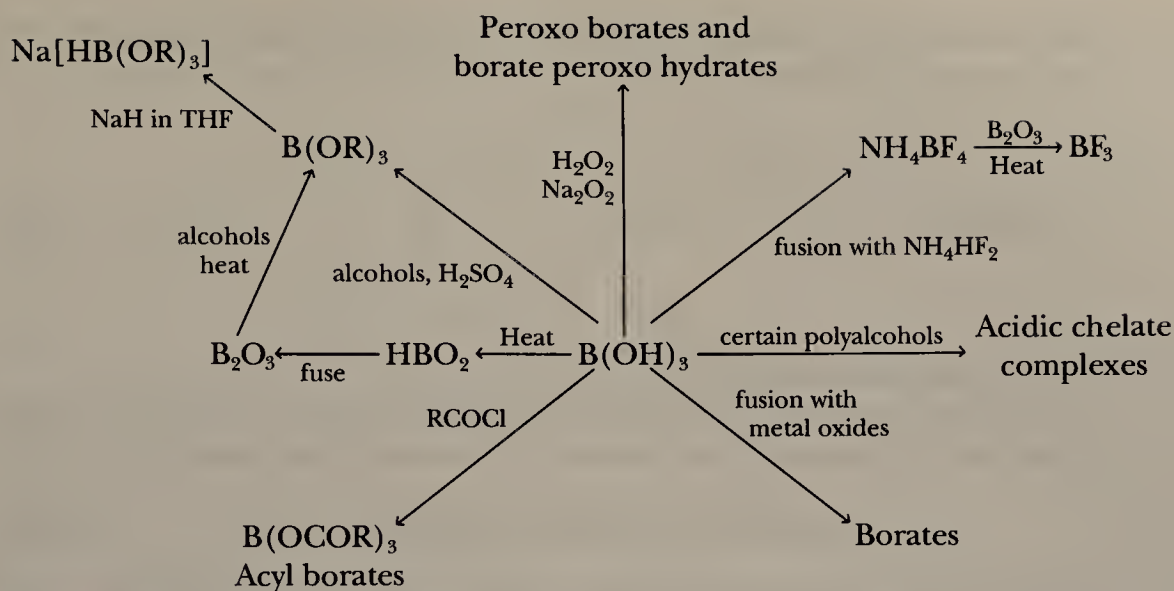 Peroxo borates and
borate peroxo hydrates
Na[HB(OR)₃]
NaH in THF
B(OR)₃
H₂O₂
Na₂O₂
NH₄BF₄ B₂O₃ BF₃
Heat
alcohols
heat
alcohols, H₂SO₄
fusion with NH₄HF₂
B₂O₃
fuse
HBO₂
Heat
B(OH)₃
certain polyalcohols
Acidic chelate
complexes
RCOCl
fusion with
metal oxides
B(OCOR)₃
Acyl borates
Borates